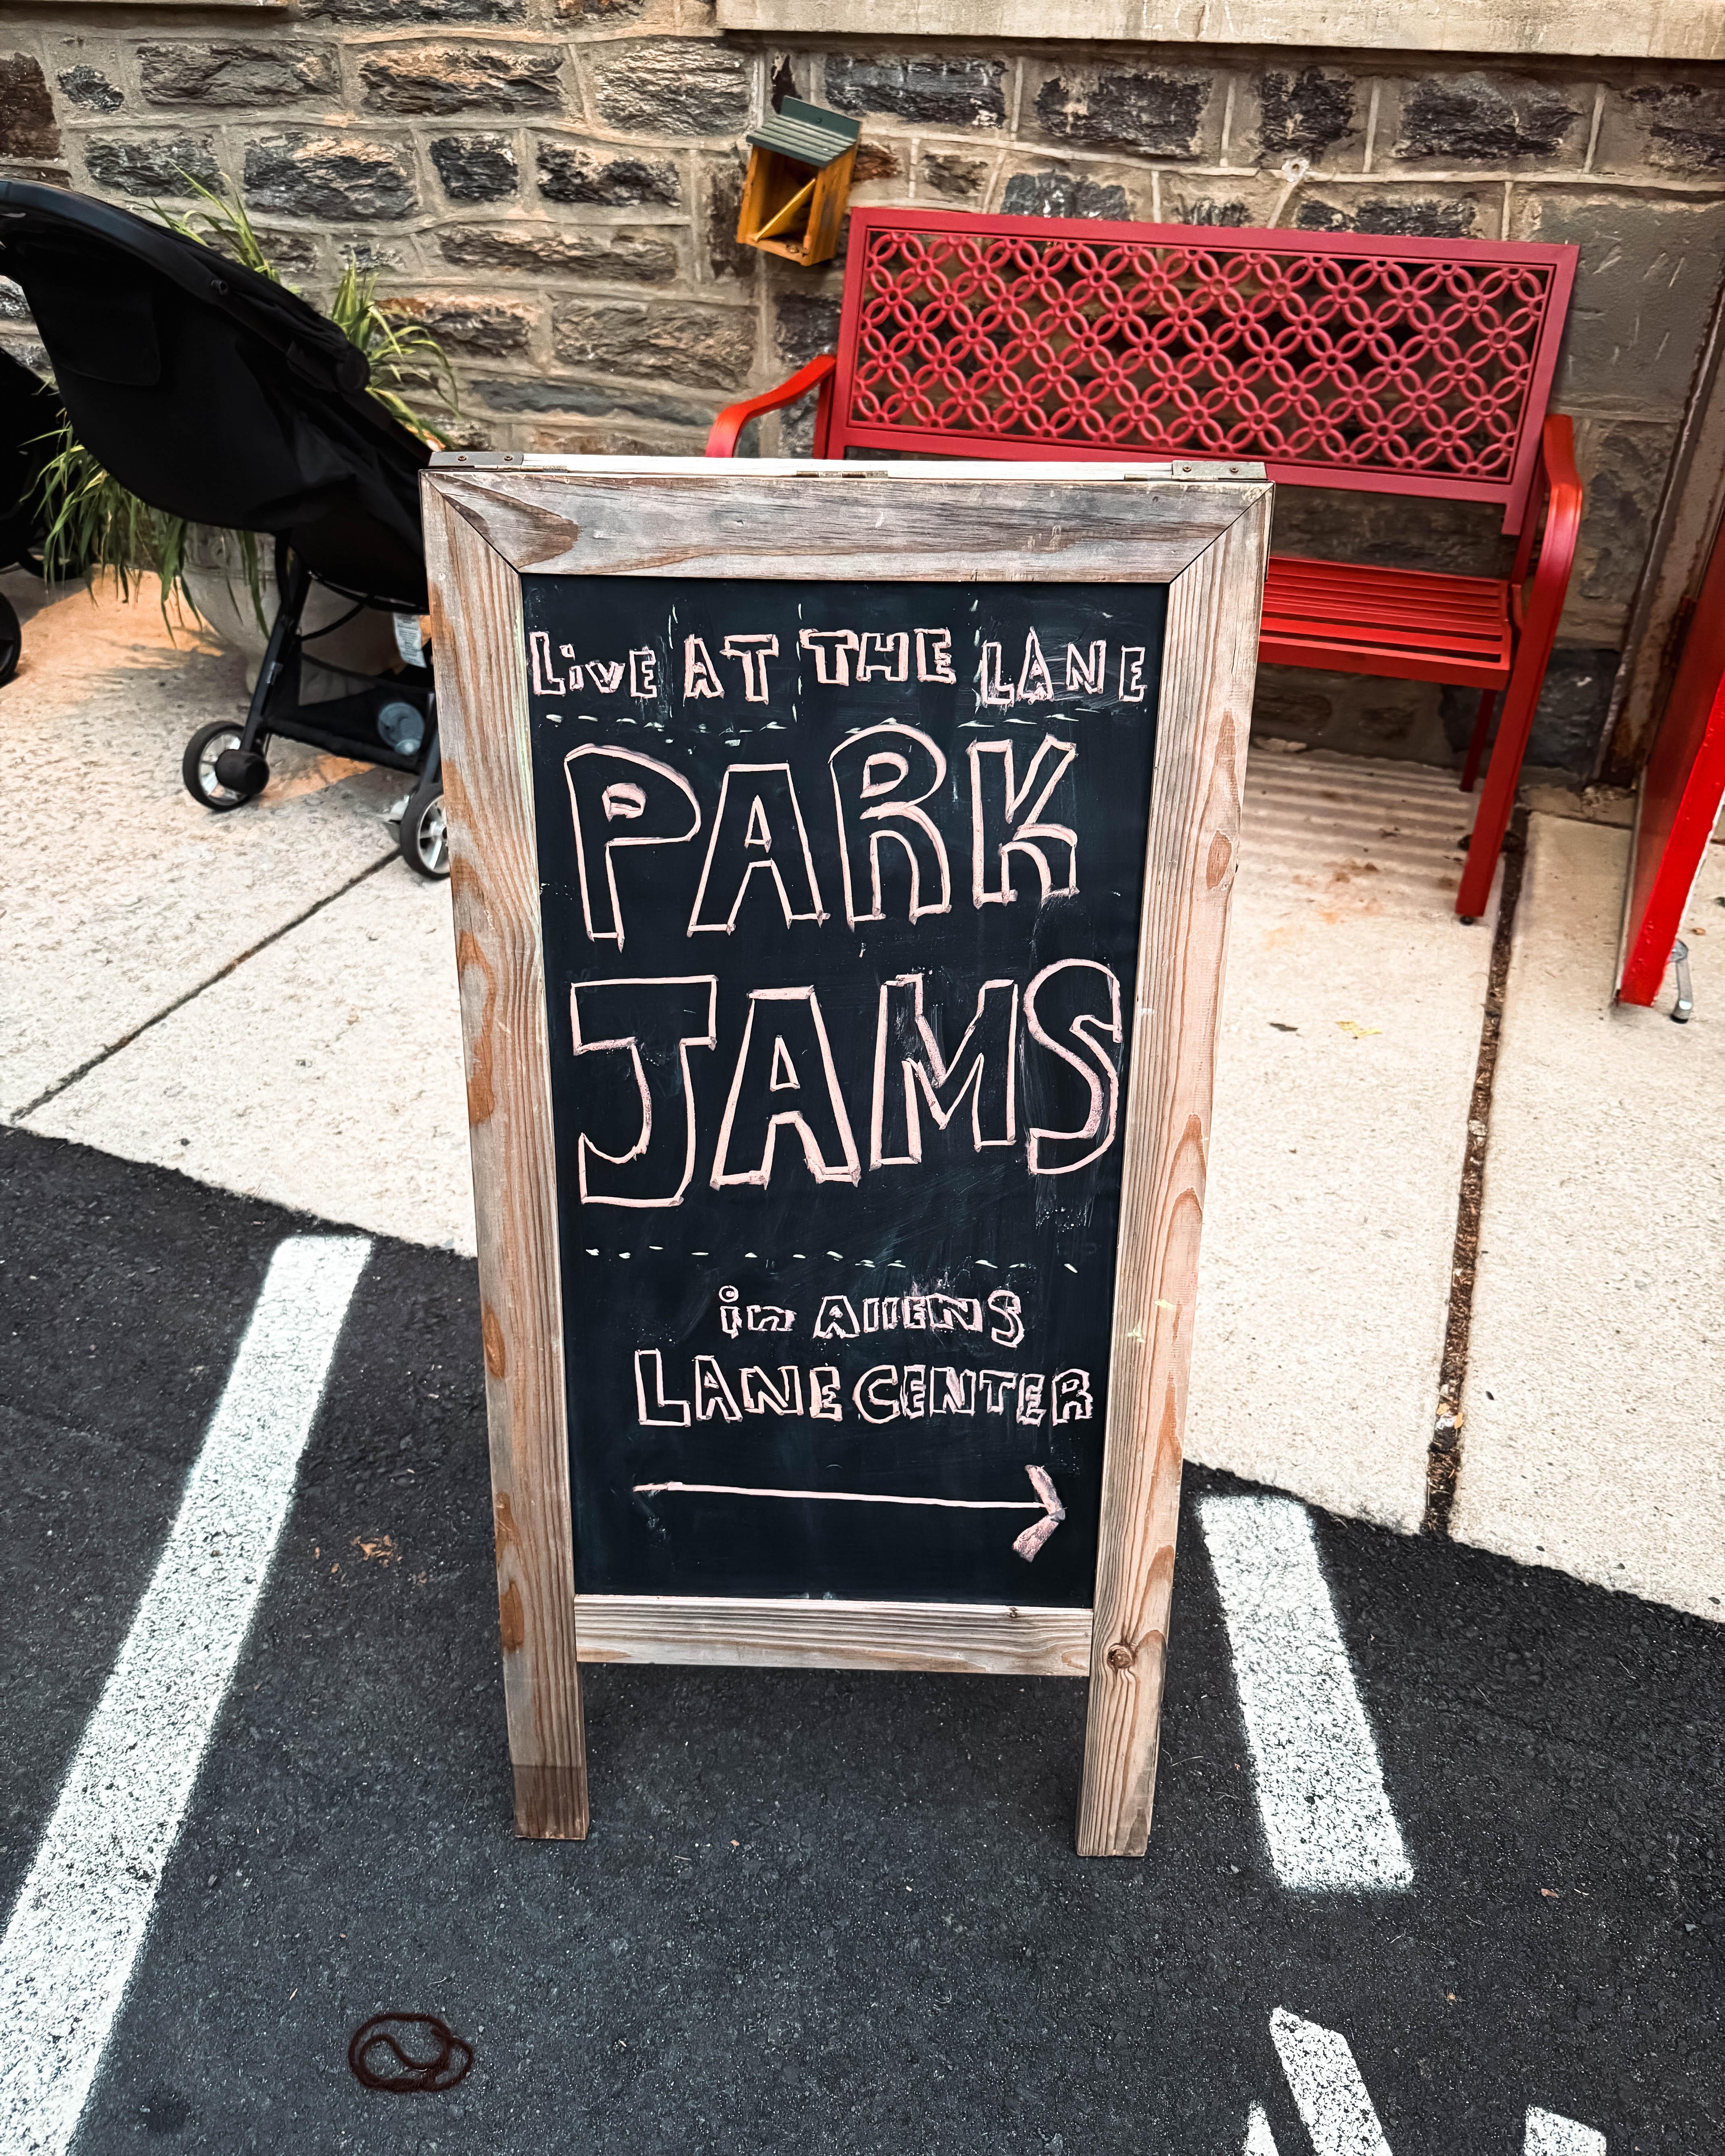 LiVE AT THE LANE
PARK
JAMS
in AllENS
LANE CENTER